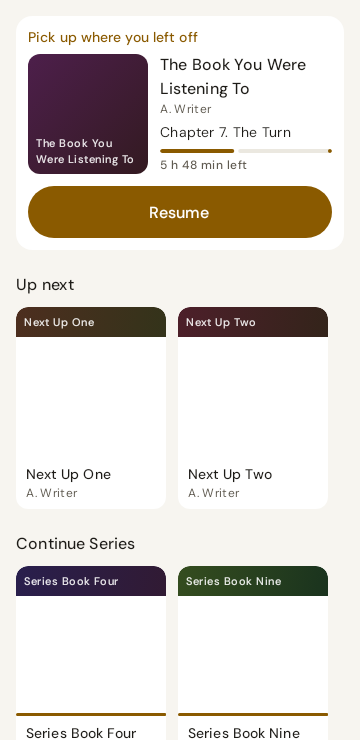 Pick up where you left off
The Book You Were
Listening To
A. Writer
Chapter 7. The Turn
5 h 48 min left
The Book You
Were Listening To
Resume
Up next
Next Up One
Next Up Two
Next Up One
A. Writer
Next Up Two
A. Writer
Continue Series
Series Book Four
Series Book Nine
Series Book Four
Series Book Nine